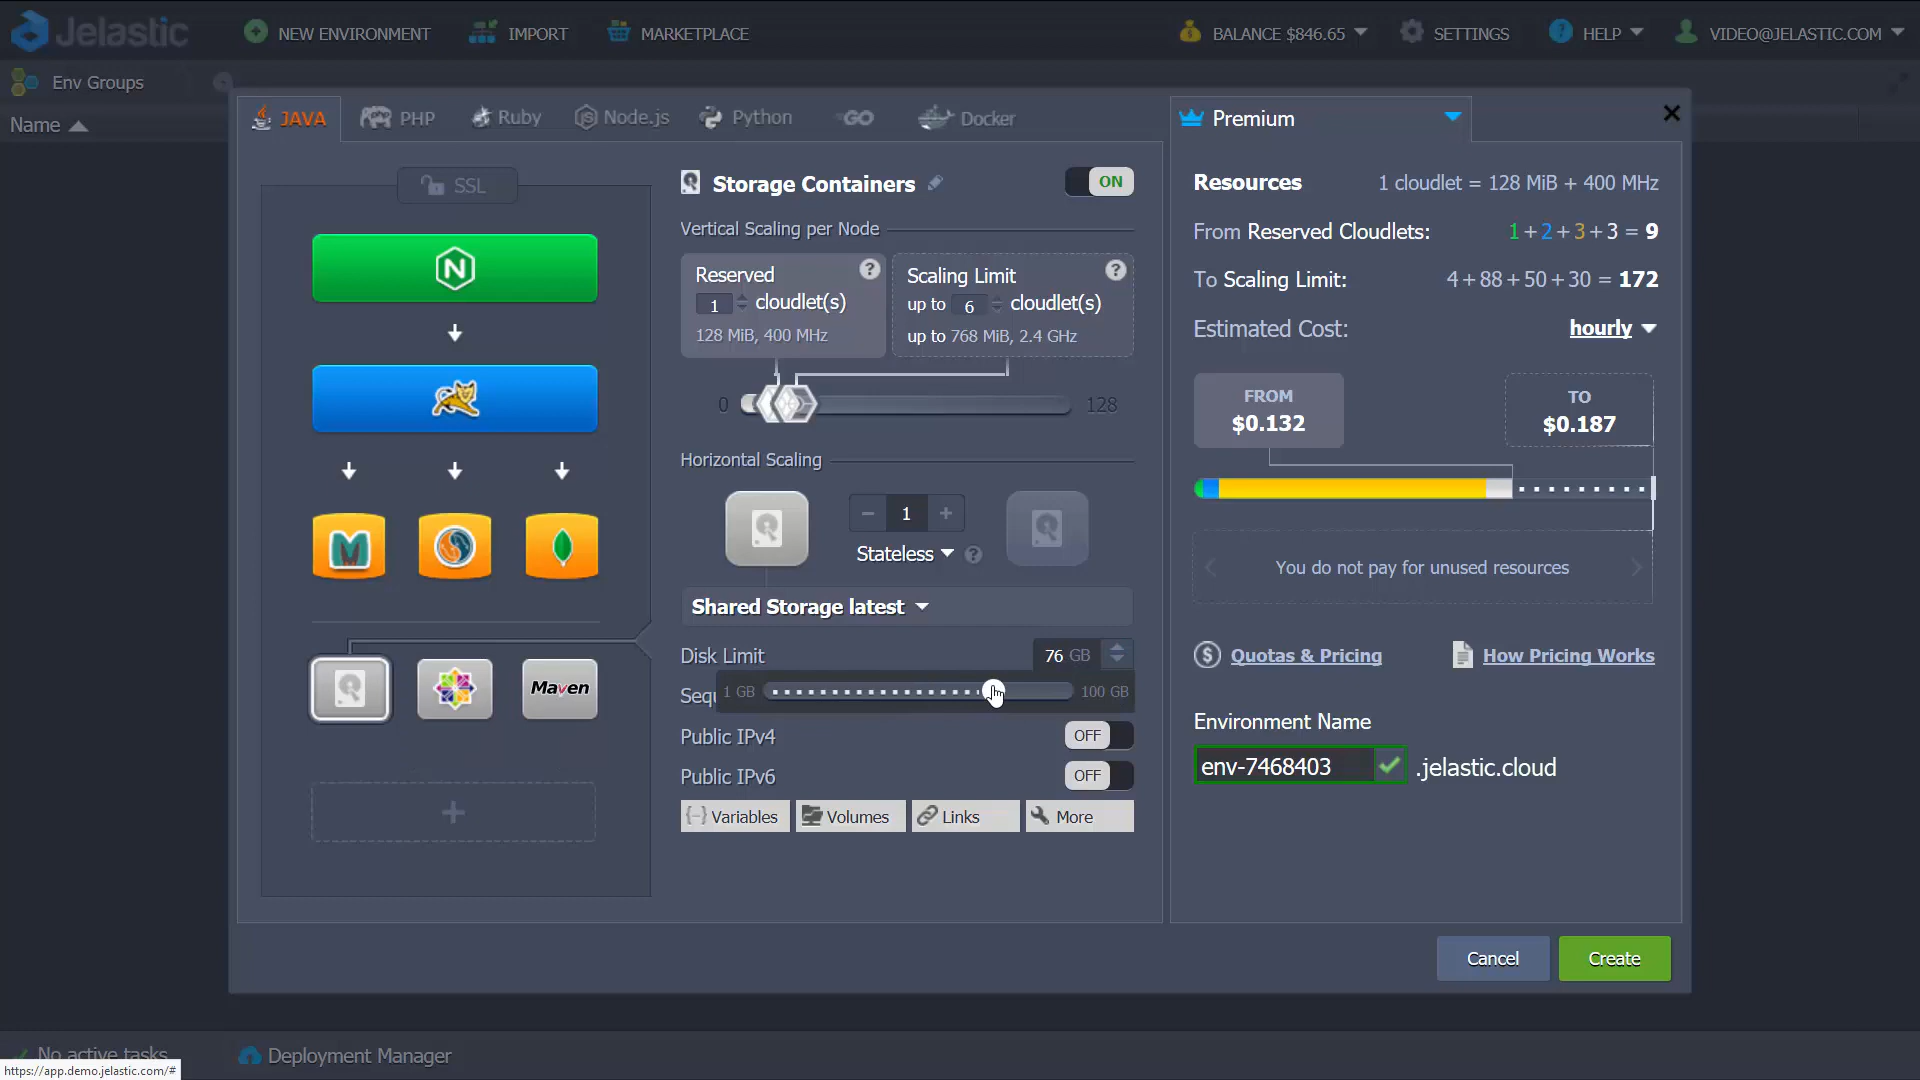 Jelastic
NEW ENVIRONMENT
IMPORT
MARKETPLACE
BALANCE $846.65
SETTINGS
HELP
VIDEO@JELASTIC.COM
Env Groups
Name
JAVA
PHP
Ruby
Node.js
Python
GO
Docker
Premium
SSL
Storage Containers
ON
Vertical Scaling per Node
Reserved
1 cloudlet(s)
128 MiB, 400 MHz
Scaling Limit
up to 6 cloudlet(s)
up to 768 MiB, 2.4 GHz
0
128
Horizontal Scaling
1
Stateless
Shared Storage latest
Disk Limit
76 GB
Sequ
1 GB
100 GB
Public IPv4
OFF
Public IPv6
OFF
Variables
Volumes
Links
More
Maven
Resources
1 cloudlet = 128 MiB + 400 MHz
From Reserved Cloudlets:
1 + 2 + 3 + 3 = 9
To Scaling Limit:
4 + 88 + 50 + 30 = 172
Estimated Cost:
hourly
FROM
$0.132
TO
$0.187
You do not pay for unused resources
Quotas & Pricing
How Pricing Works
Environment Name
env-7468403
.jelastic.cloud
Cancel
Create
No active tasks
Deployment Manager
https://app.demo.jelastic.com/#